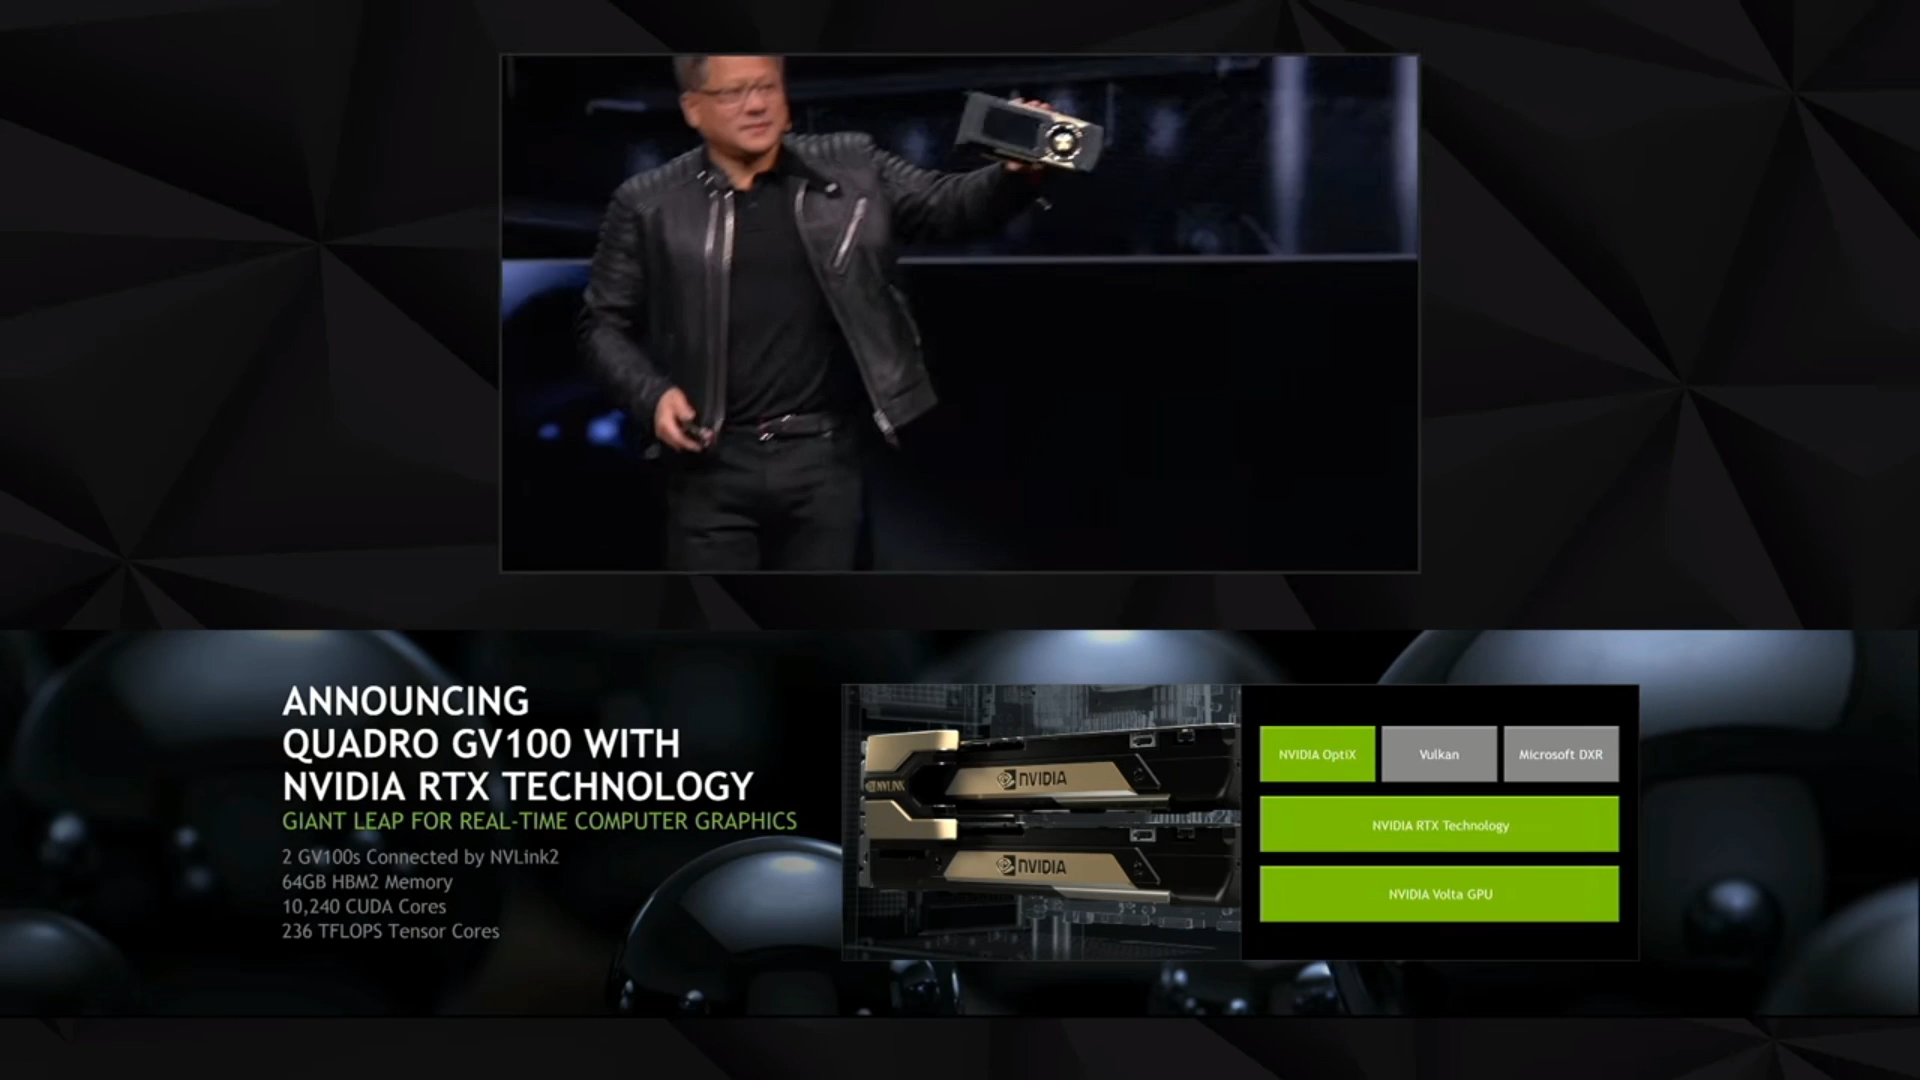 ANNOUNCING
QUADRO GV100 WITH
NVIDIA RTX TECHNOLOGY
GIANT LEAP FOR REAL-TIME COMPUTER GRAPHICS
2 GV100s Connected by NVLink2
64GB HBM2 Memory
10,240 CUDA Cores
236 TFLOPS Tensor Cores
NVLINK
NVIDIA
NVIDIA
NVIDIA OptiX
Vulkan
Microsoft DXR
NVIDIA RTX Technology
NVIDIA Volta GPU